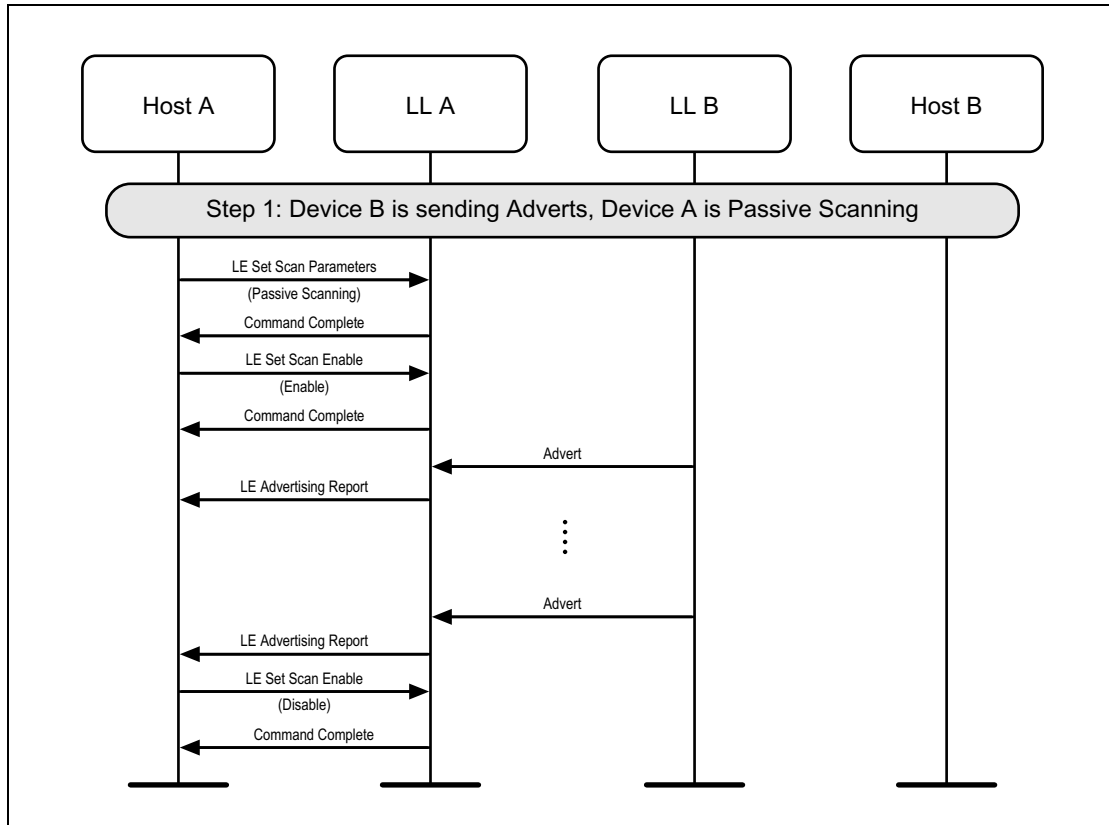 Host A
LL A
LL B
Host B
Step 1: Device B is sending Adverts, Device A is Passive Scanning
LE Set Scan Parameters
(Passive Scanning)
Command Complete
LE Set Scan Enable
(Enable)
Command Complete
Advert
LE Advertising Report
Advert
LE Advertising Report
LE Set Scan Enable
(Disable)
Command Complete